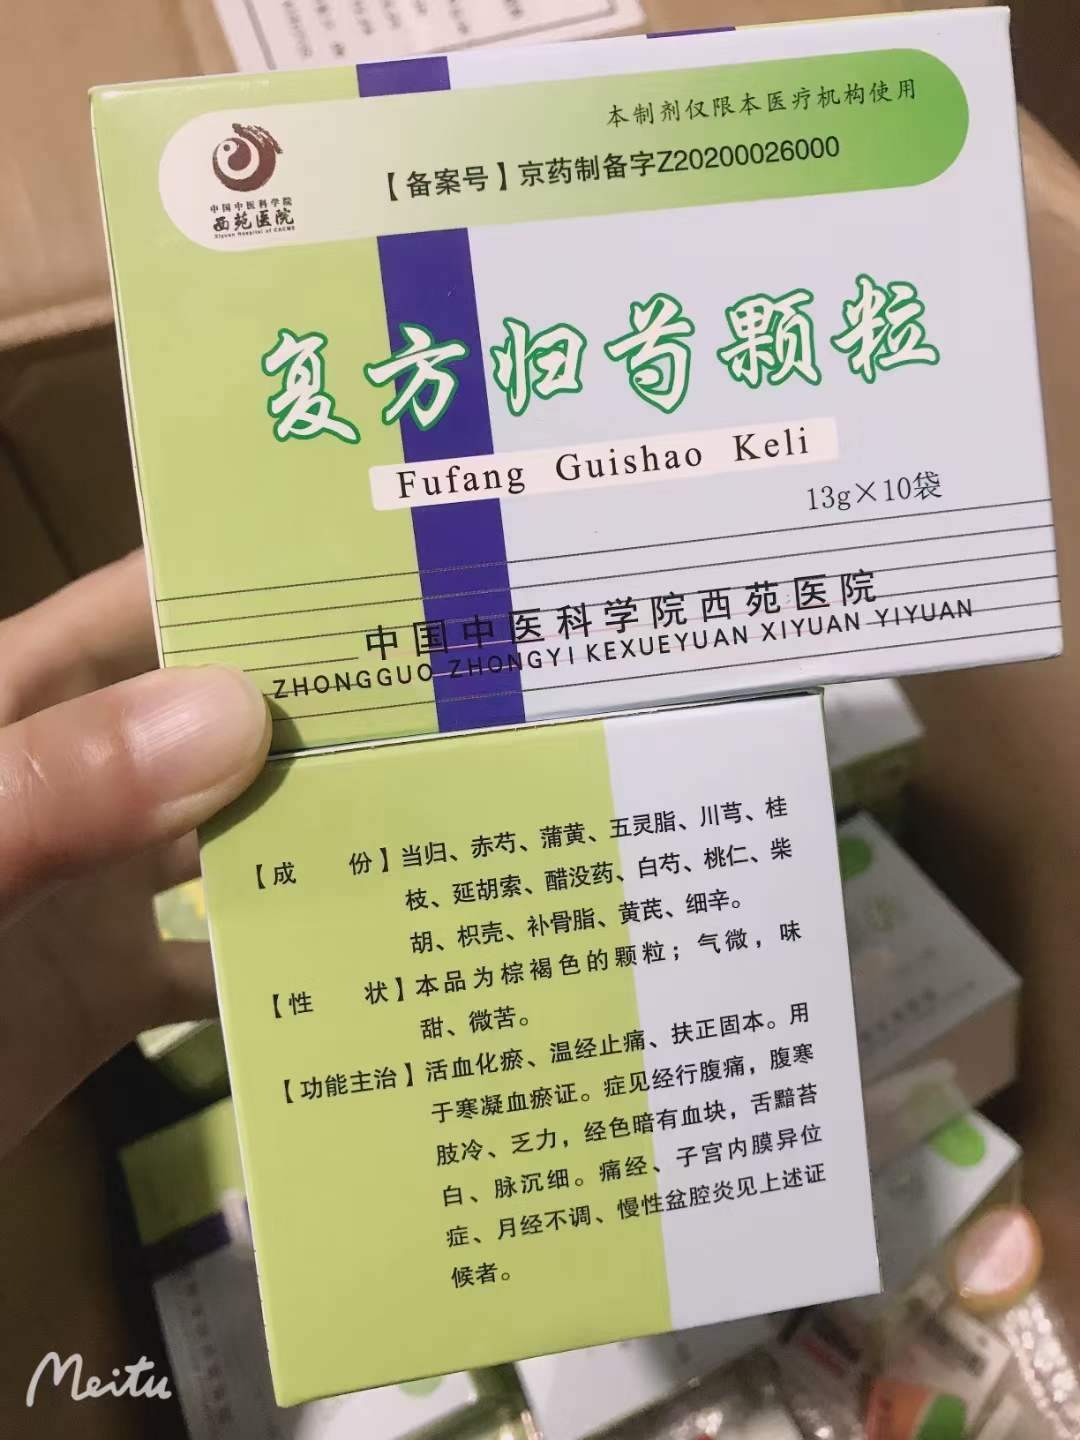 本制剂仅限本医疗机构使用
【备案号】京药制备字Z20200026000
中国中医科学院
西苑医院
Xiyuan Hospital of CACMS
复方归芍颗粒
Fufang Guishao Keli
13g×10袋
中国中医科学院西苑医院
ZHONGGUO ZHONGYI KEXUEYUAN XIYUAN YIYUAN
【成 份】当归、赤芍、蒲黄、五灵脂、川芎、桂
枝、延胡索、醋没药、白芍、桃仁、柴
胡、枳壳、补骨脂、黄芪、细辛。
【性 状】本品为棕褐色的颗粒；气微，味
甜、微苦。
【功能主治】活血化瘀、温经止痛、扶正固本。用
于寒凝血瘀证。症见经行腹痛，腹寒
肢冷、乏力，经色暗有血块，舌黯苔
白、脉沉细。痛经、子宫内膜异位
症、月经不调、慢性盆腔炎见上述证
候者。
Meitu